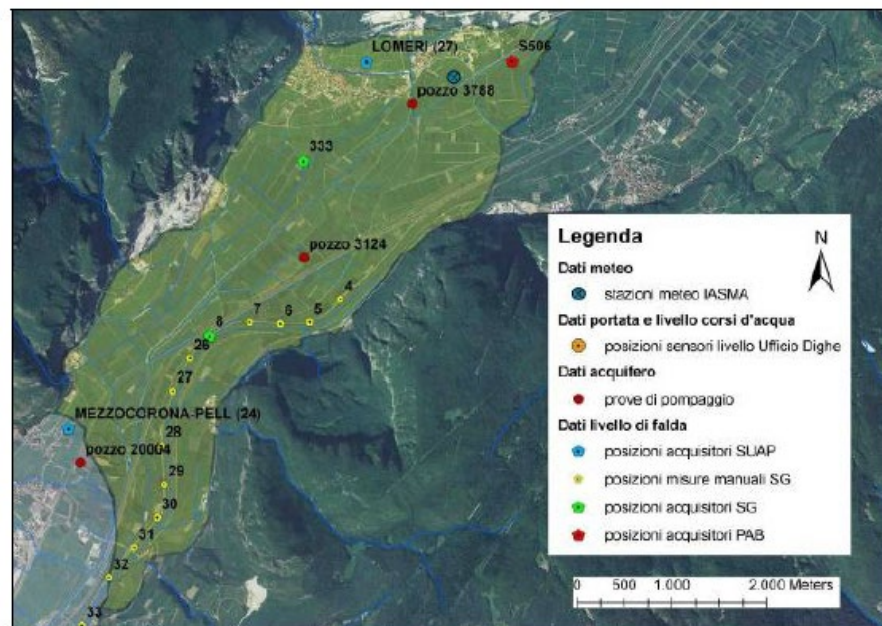 LOMERI (27)
S506
pozzo 3788
333
pozzo 3124
4
5
6
7
8
26
27
MEZZOCORONA-PELL (24)
28
pozzo 20004
29
30
31
32
33
Legenda
N
Dati meteo
stazioni meteo IASMA
Dati portata e livello corsi d'acqua
posizioni sensori livello Ufficio Dighe
Dati acquifero
prove di pompaggio
Dati livello di falda
posizioni acquisitori SUAP
posizioni misure manuali SG
posizioni acquisitori SG
posizioni acquisitori PAB
0 500 1.000 2.000 Meters